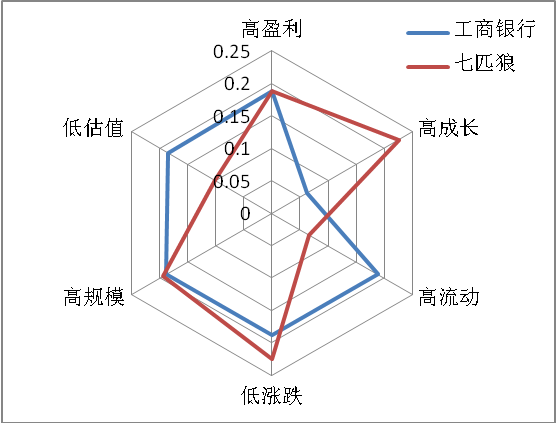 高盈利
工商银行
七匹狼
0.25
0.2
0.15
0.1
0.05
0
低估值
高成长
高规模
高流动
低涨跌